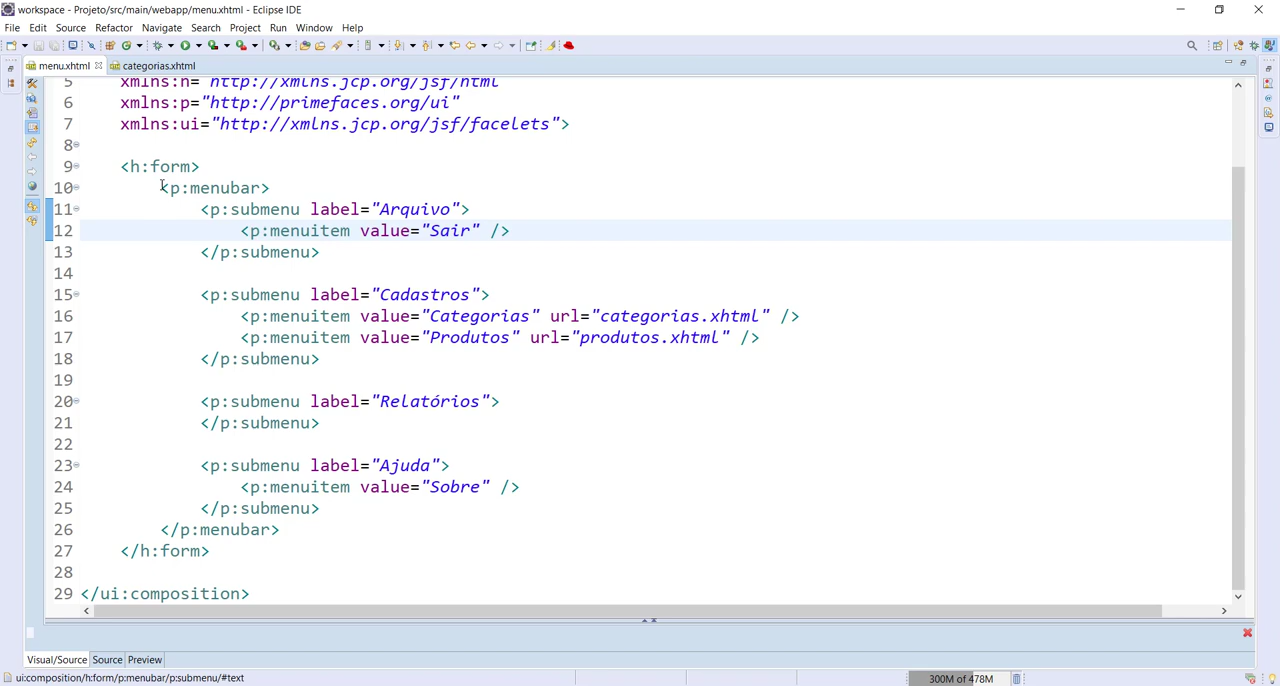 workspace - Projeto/src/main/webapp/menu.xhtml - Eclipse IDE
File Edit Source Refactor Navigate Search Project Run Window Help
menu.xhtml categorias.xhtml
5 xmlns:h="http://xmlns.jcp.org/jsf/html"
6 xmlns:p="http://primefaces.org/ui"
7 xmlns:ui="http://xmlns.jcp.org/jsf/facelets">
8
9 <h:form>
10 <p:menubar>
11 <p:submenu label="Arquivo">
12 <p:menuitem value="Sair" />
13 </p:submenu>
14
15 <p:submenu label="Cadastros">
16 <p:menuitem value="Categorias" url="categorias.xhtml" />
17 <p:menuitem value="Produtos" url="produtos.xhtml" />
18 </p:submenu>
19
20 <p:submenu label="Relatórios">
21 </p:submenu>
22
23 <p:submenu label="Ajuda">
24 <p:menuitem value="Sobre" />
25 </p:submenu>
26 </p:menubar>
27 </h:form>
28
29 </ui:composition>
Visual/Source Source Preview
ui:composition/h:form/p:menubar/p:submenu/#text
300M of 478M